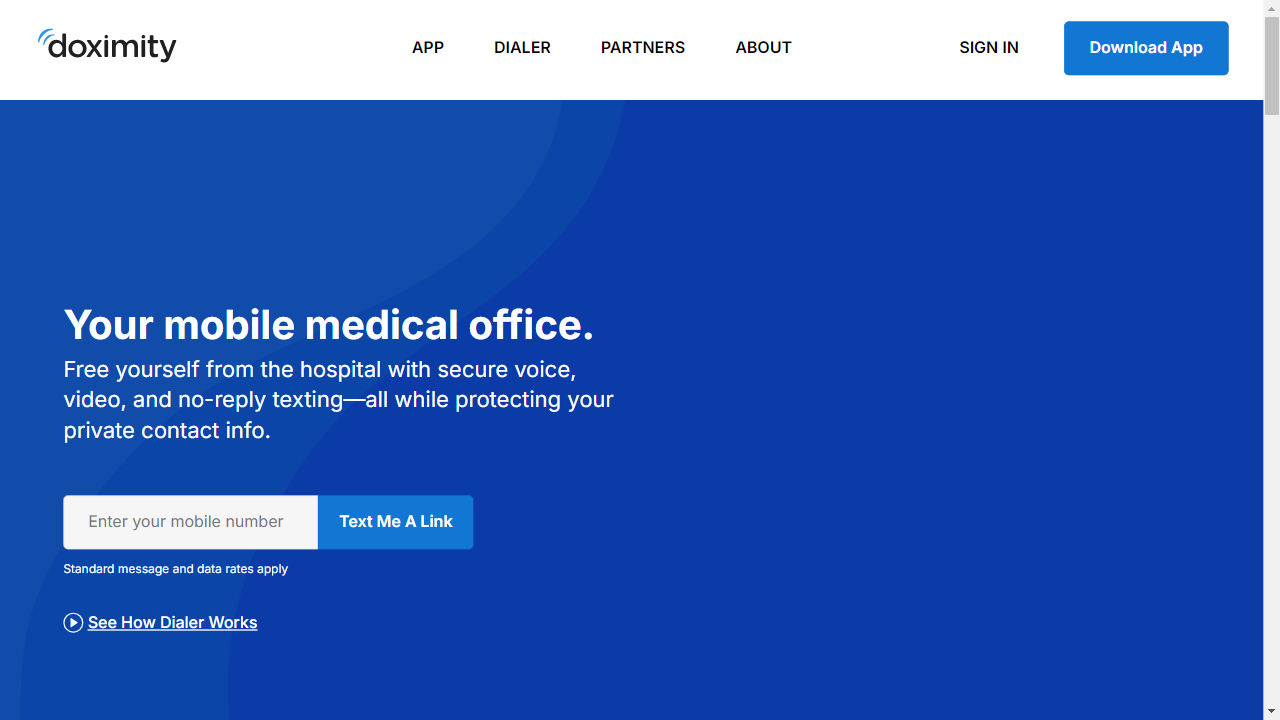 doximity
APP
DIALER
PARTNERS
ABOUT
SIGN IN
Download App
Your mobile medical office.
Free yourself from the hospital with secure voice,
video, and no-reply texting—all while protecting your
private contact info.
Enter your mobile number
Text Me A Link
Standard message and data rates apply
See How Dialer Works